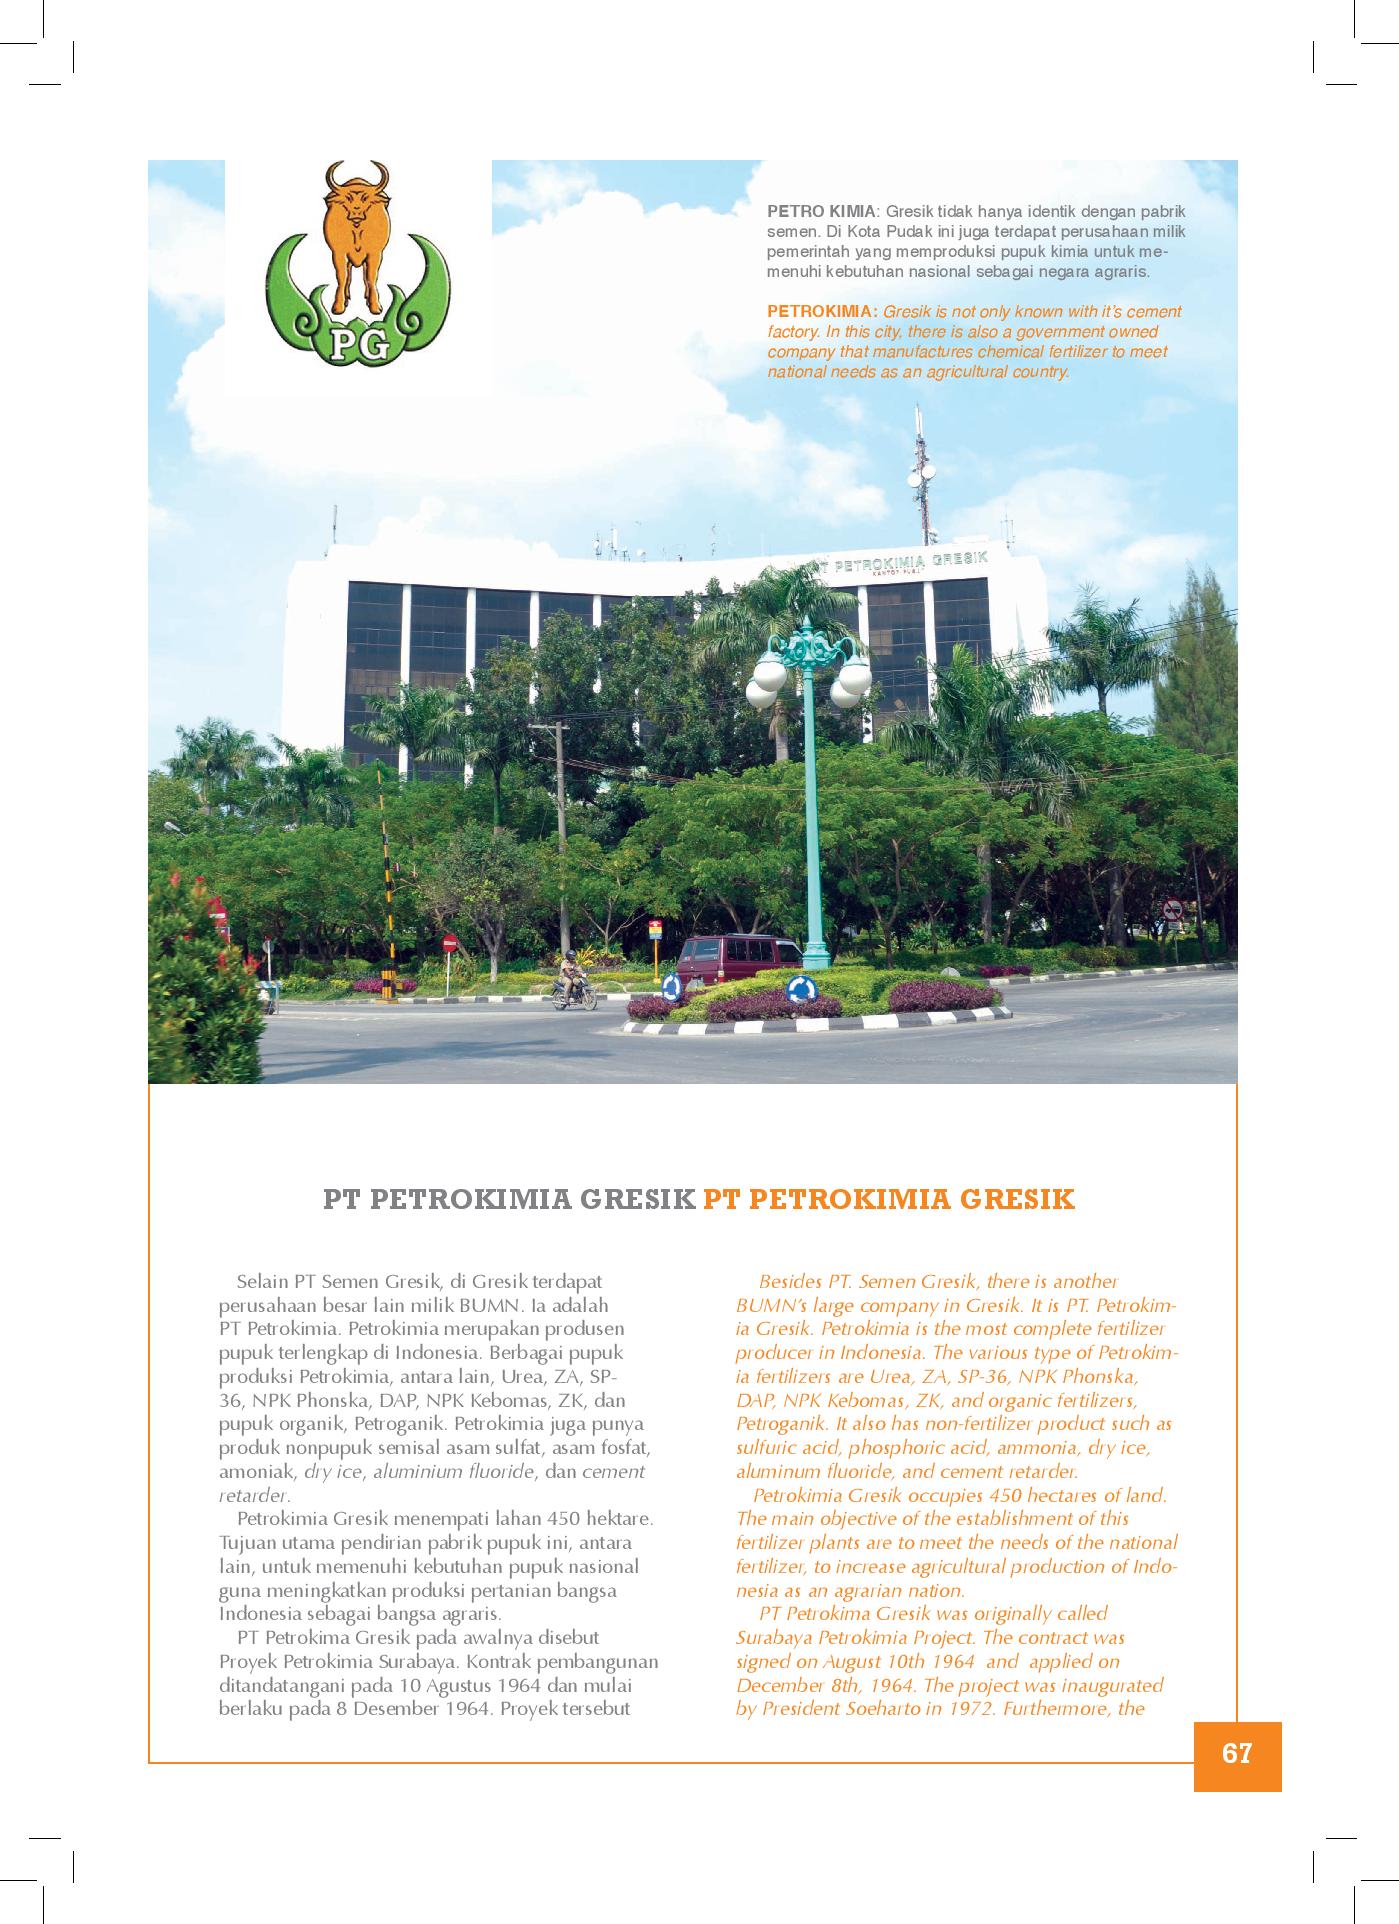 PG
PETRO KIMIA: Gresik tidak hanya identik dengan pabrik
semen. Di Kota Pudak ini juga terdapat perusahaan milik
pemerintah yang memproduksi pupuk kimia untuk me-
menuhi kebutuhan nasional sebagai negara agraris.
PETROKIMIA: Gresik is not only known with it's cement
factory. In this city, there is also a government owned
company that manufactures chemical fertilizer to meet
national needs as an agricultural country.
PT PETROKIMIA GRESIK
PT PETROKIMIA GRESIK PT PETROKIMIA GRESIK
Selain PT Semen Gresik, di Gresik terdapat
perusahaan besar lain milik BUMN. Ia adalah
PT Petrokimia. Petrokimia merupakan produsen
pupuk terlengkap di Indonesia. Berbagai pupuk
produksi Petrokimia, antara lain, Urea, ZA, SP-
36, NPK Phonska, DAP, NPK Kebomas, ZK, dan
pupuk organik, Petroganik. Petrokimia juga punya
produk nonpupuk semisal asam sulfat, asam fosfat,
amoniak, dry ice, aluminium fluoride, dan cement
retarder.
Petrokimia Gresik menempati lahan 450 hektare.
Tujuan utama pendirian pabrik pupuk ini, antara
lain, untuk memenuhi kebutuhan pupuk nasional
guna meningkatkan produksi pertanian bangsa
Indonesia sebagai bangsa agraris.
PT Petrokima Gresik pada awalnya disebut
Proyek Petrokimia Surabaya. Kontrak pembangunan
ditandatangani pada 10 Agustus 1964 dan mulai
berlaku pada 8 Desember 1964. Proyek tersebut
Besides PT. Semen Gresik, there is another
BUMN's large company in Gresik. It is PT. Petrokim-
ia Gresik. Petrokimia is the most complete fertilizer
producer in Indonesia. The various type of Petrokim-
ia fertilizers are Urea, ZA, SP-36, NPK Phonska,
DAP, NPK Kebomas, ZK, and organic fertilizers,
Petroganik. It also has non-fertilizer product such as
sulfuric acid, phosphoric acid, ammonia, dry ice,
aluminum fluoride, and cement retarder.
Petrokimia Gresik occupies 450 hectares of land.
The main objective of the establishment of this
fertilizer plants are to meet the needs of the national
fertilizer, to increase agricultural production of Indo-
nesia as an agrarian nation.
PT Petrokima Gresik was originally called
Surabaya Petrokimia Project. The contract was
signed on August 10th 1964 and applied on
December 8th, 1964. The project was inaugurated
by President Soeharto in 1972. Furthermore, the
67